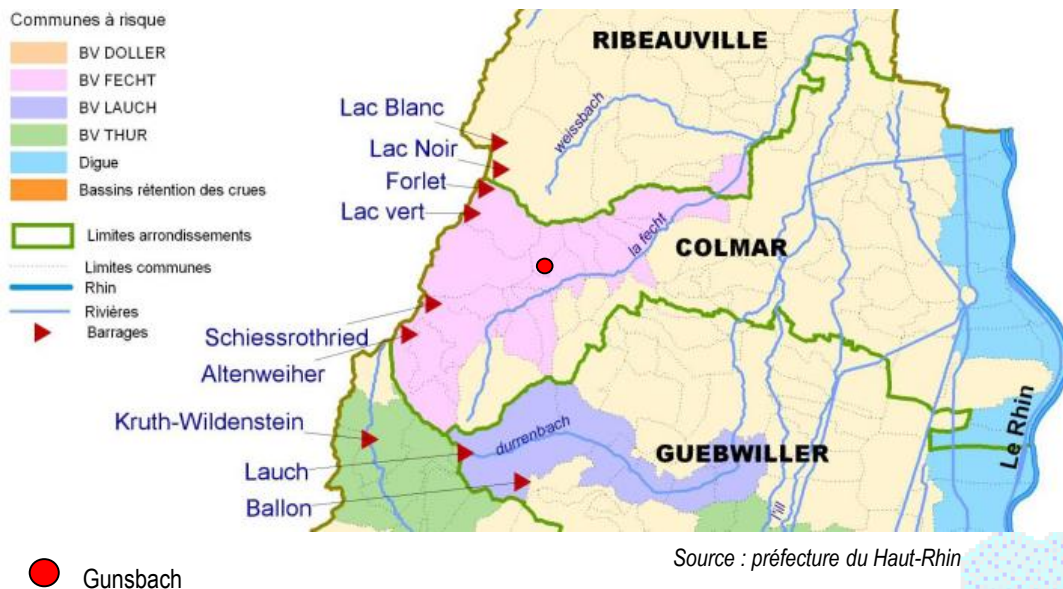 Communes à risque
BV DOLLER
BV FECHT
BV LAUCH
BV THUR
Digue
Bassins rétention des crues
Limites arrondissements
Limites communes
Rhin
Rivières
Barrages
RIBEAUVILLE
weissbach
Lac Blanc
Lac Noir
Forlet
Lac vert
la fecht
COLMAR
Schiessrothried
Altenweiher
Kruth-Wildenstein
durrenbach
Lauch
Ballon
GUEBWILLER
l'ill
Le Rhin
Source : préfecture du Haut-Rhin
Gunsbach